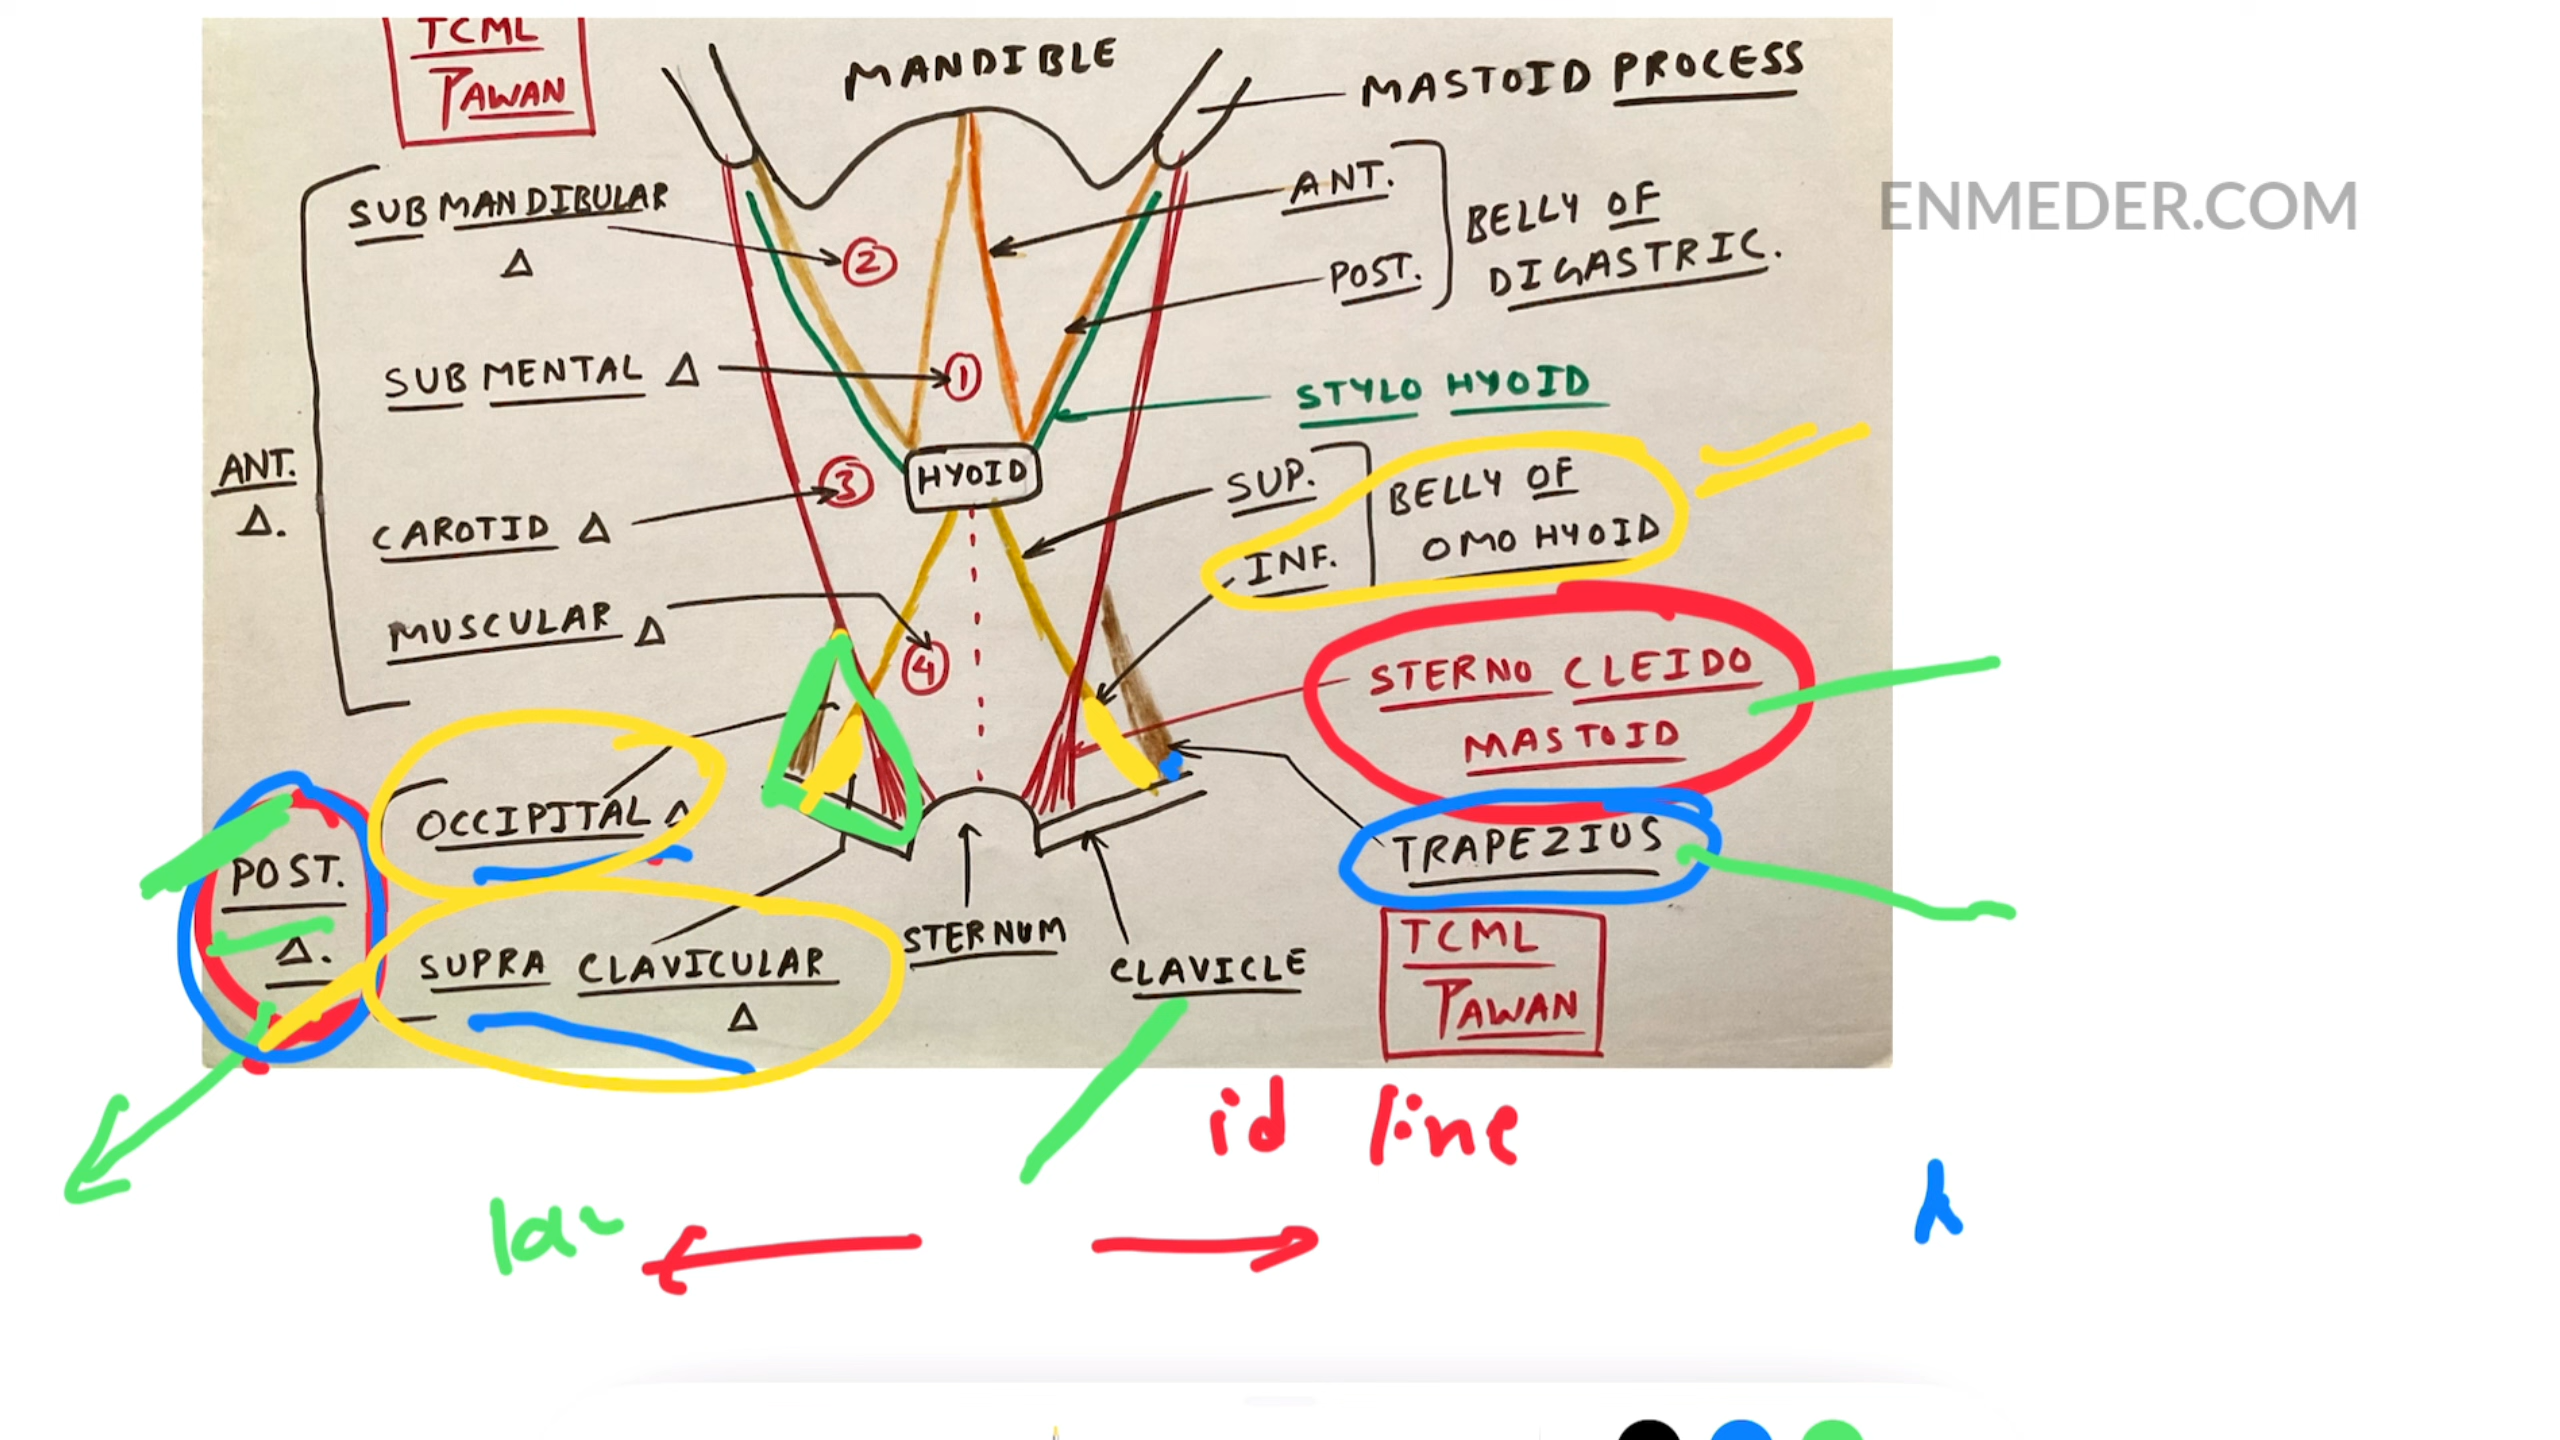 TCML
PAWAN
MANDIBLE
MASTOID PROCESS
ENMEDER.COM
SUB MANDIBULAR
Δ
ANT.
POST.
BELLY OF
DIGASTRIC.
2
SUB MENTAL Δ
1
STYLO HYOID
ANT.
Δ.
HYOID
3
CAROTID Δ
SUP.
INF.
BELLY OF
OMO HYOID
MUSCULAR Δ
4
STERNO CLEIDO
MASTOID
OCCIPITAL Δ
POST.
Δ.
SUPRA CLAVICULAR
Δ
STERNUM
CLAVICLE
TRAPEZIUS
TCML
PAWAN
id line